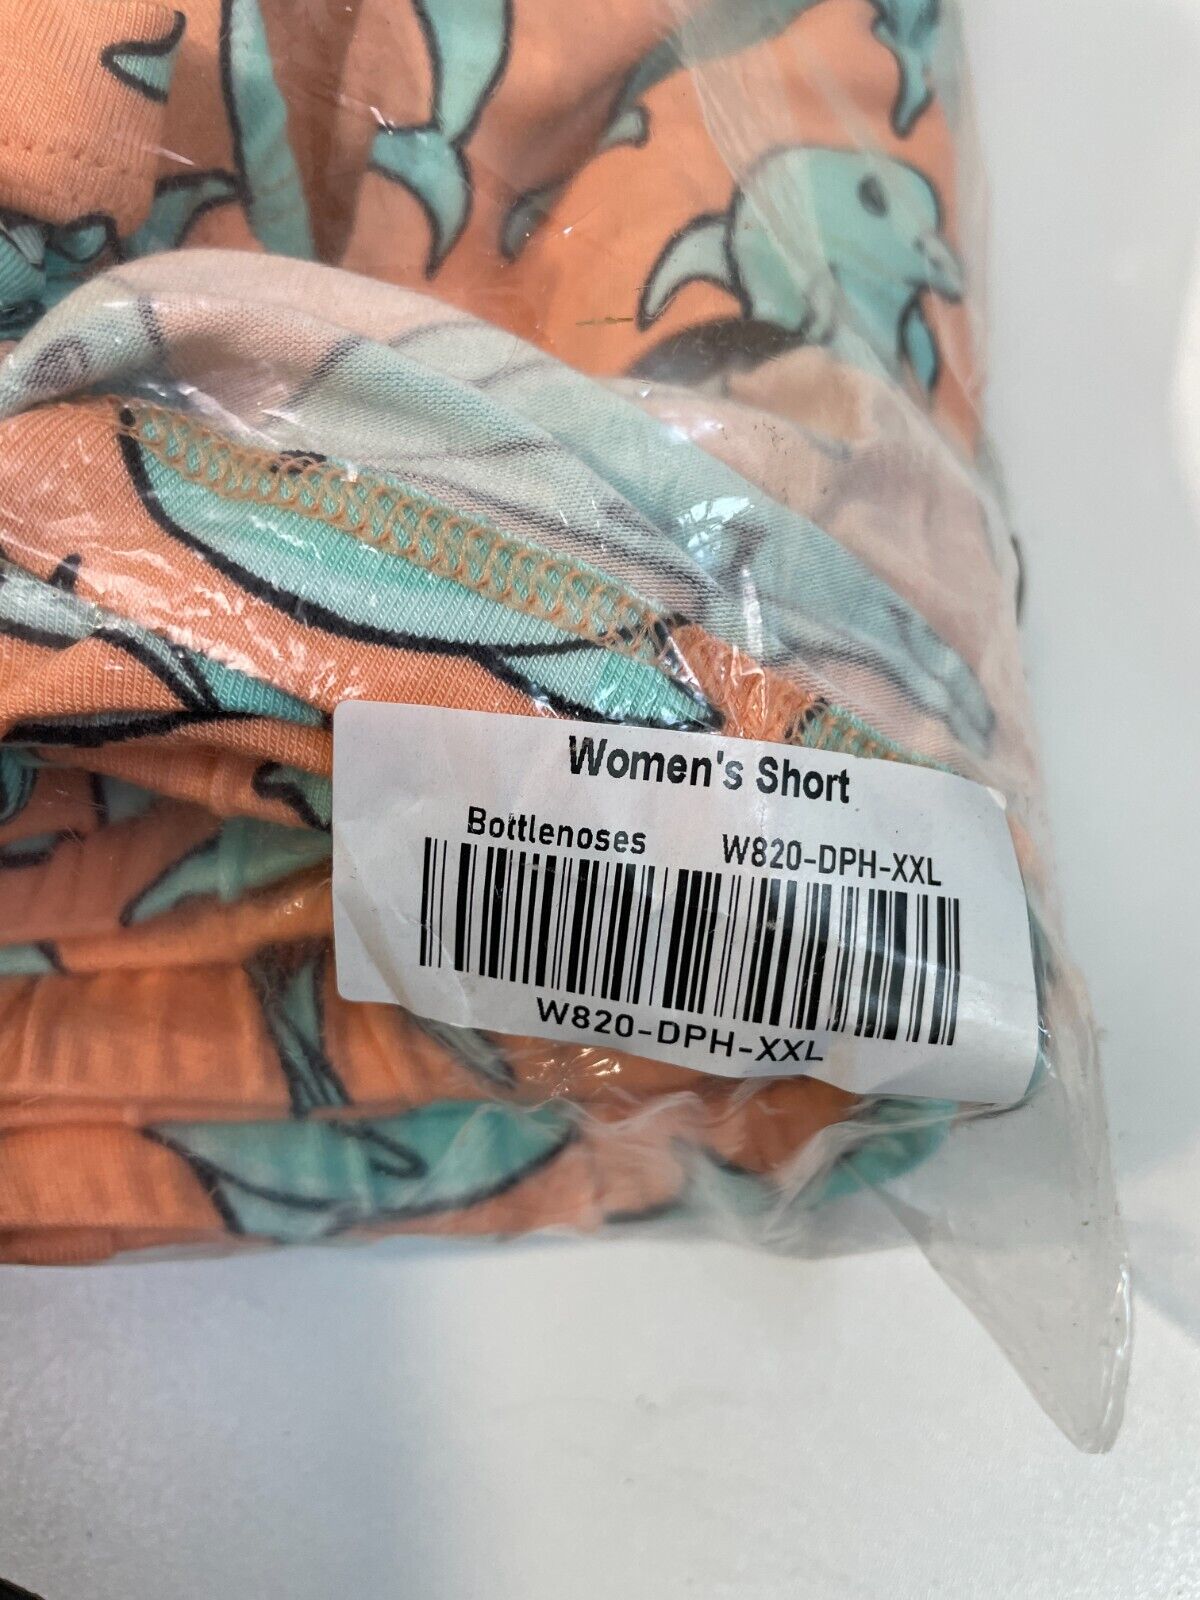 Women's Short
Bottlenoses W820-DPH-XXL
W820-DPH-XXL